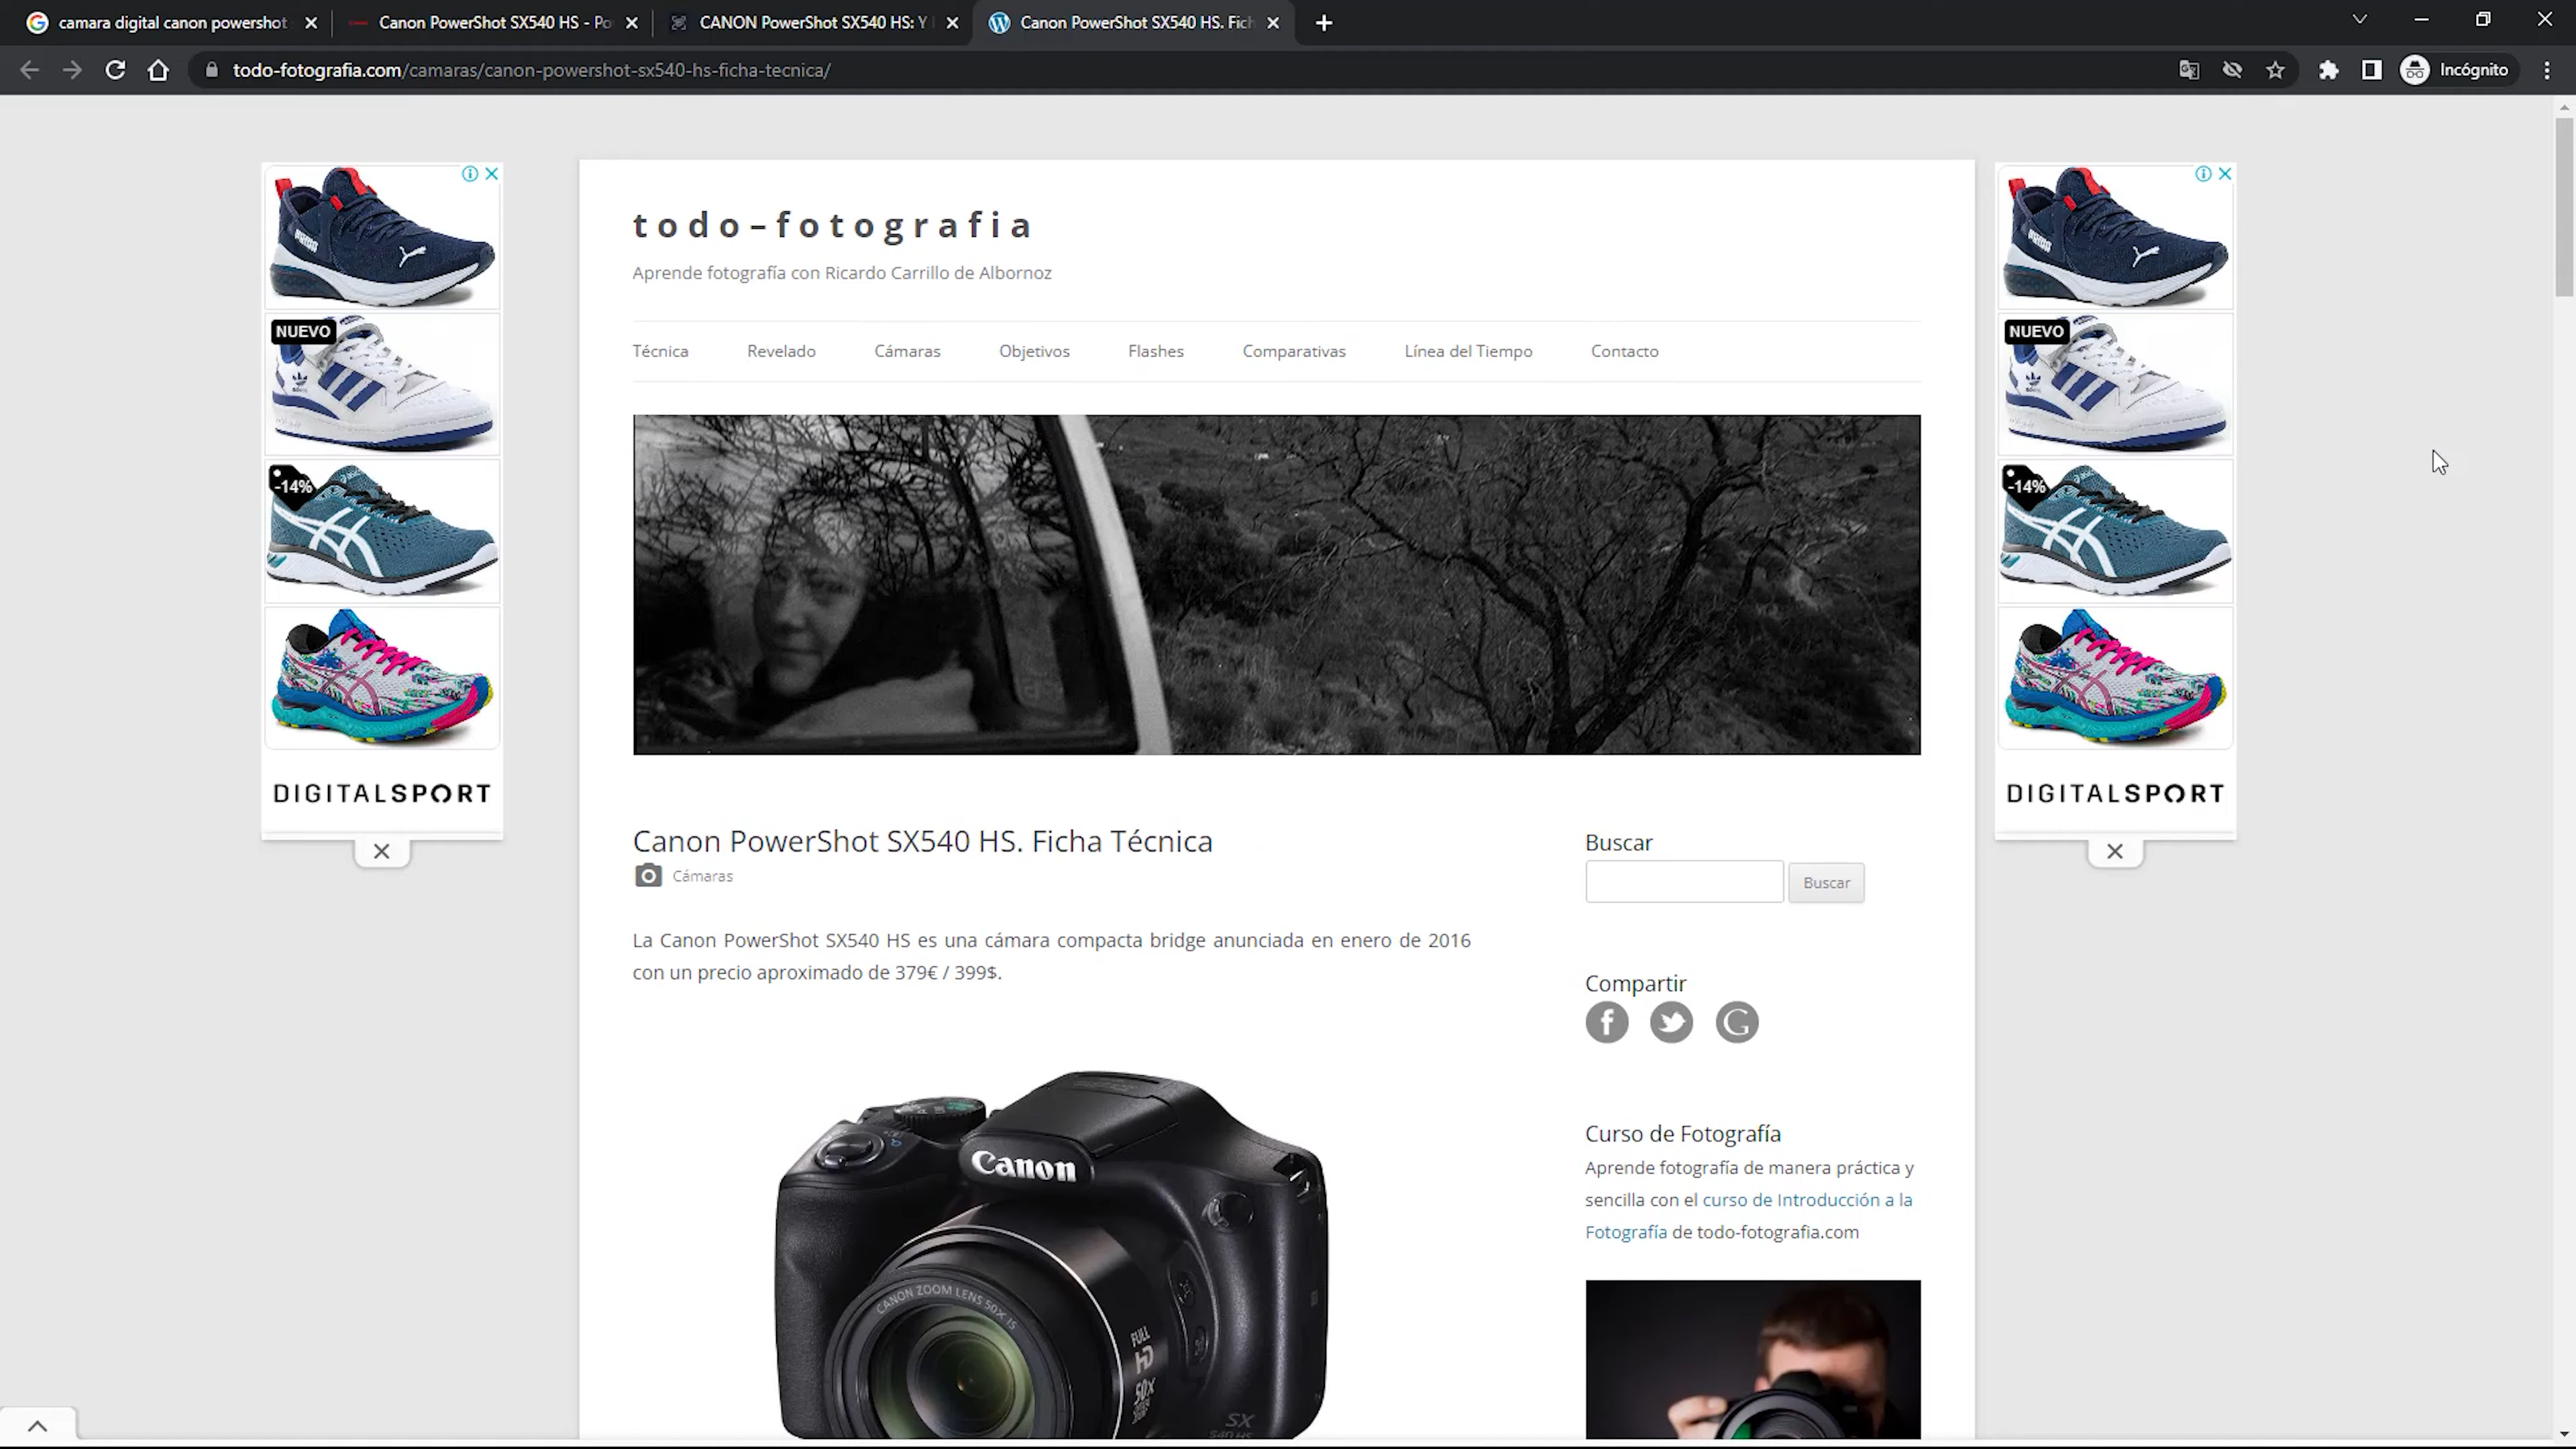 camara digital canon powershot
Canon PowerShot SX540 HS - Po
CANON PowerShot SX540 HS: Y
Canon PowerShot SX540 HS. Fich
todo-fotografia.com/camaras/canon-powershot-sx540-hs-ficha-tecnica/
Incógnito
NUEVO
-14%
DIGITALSPORT
todo-fotografia
Aprende fotografía con Ricardo Carrillo de Albornoz
Técnica
Revelado
Cámaras
Objetivos
Flashes
Comparativas
Línea del Tiempo
Contacto
Canon PowerShot SX540 HS. Ficha Técnica
Cámaras
La Canon PowerShot SX540 HS es una cámara compacta bridge anunciada en enero de 2016
con un precio aproximado de 379€ / 399$.
Canon
CANON ZOOM LENS 50X IS
FULL
HD
50X
SX
540 HS
Buscar
Buscar
Compartir
Curso de Fotografía
Aprende fotografía de manera práctica y
sencilla con el curso de Introducción a la
Fotografía de todo-fotografia.com
NUEVO
-14%
DIGITALSPORT